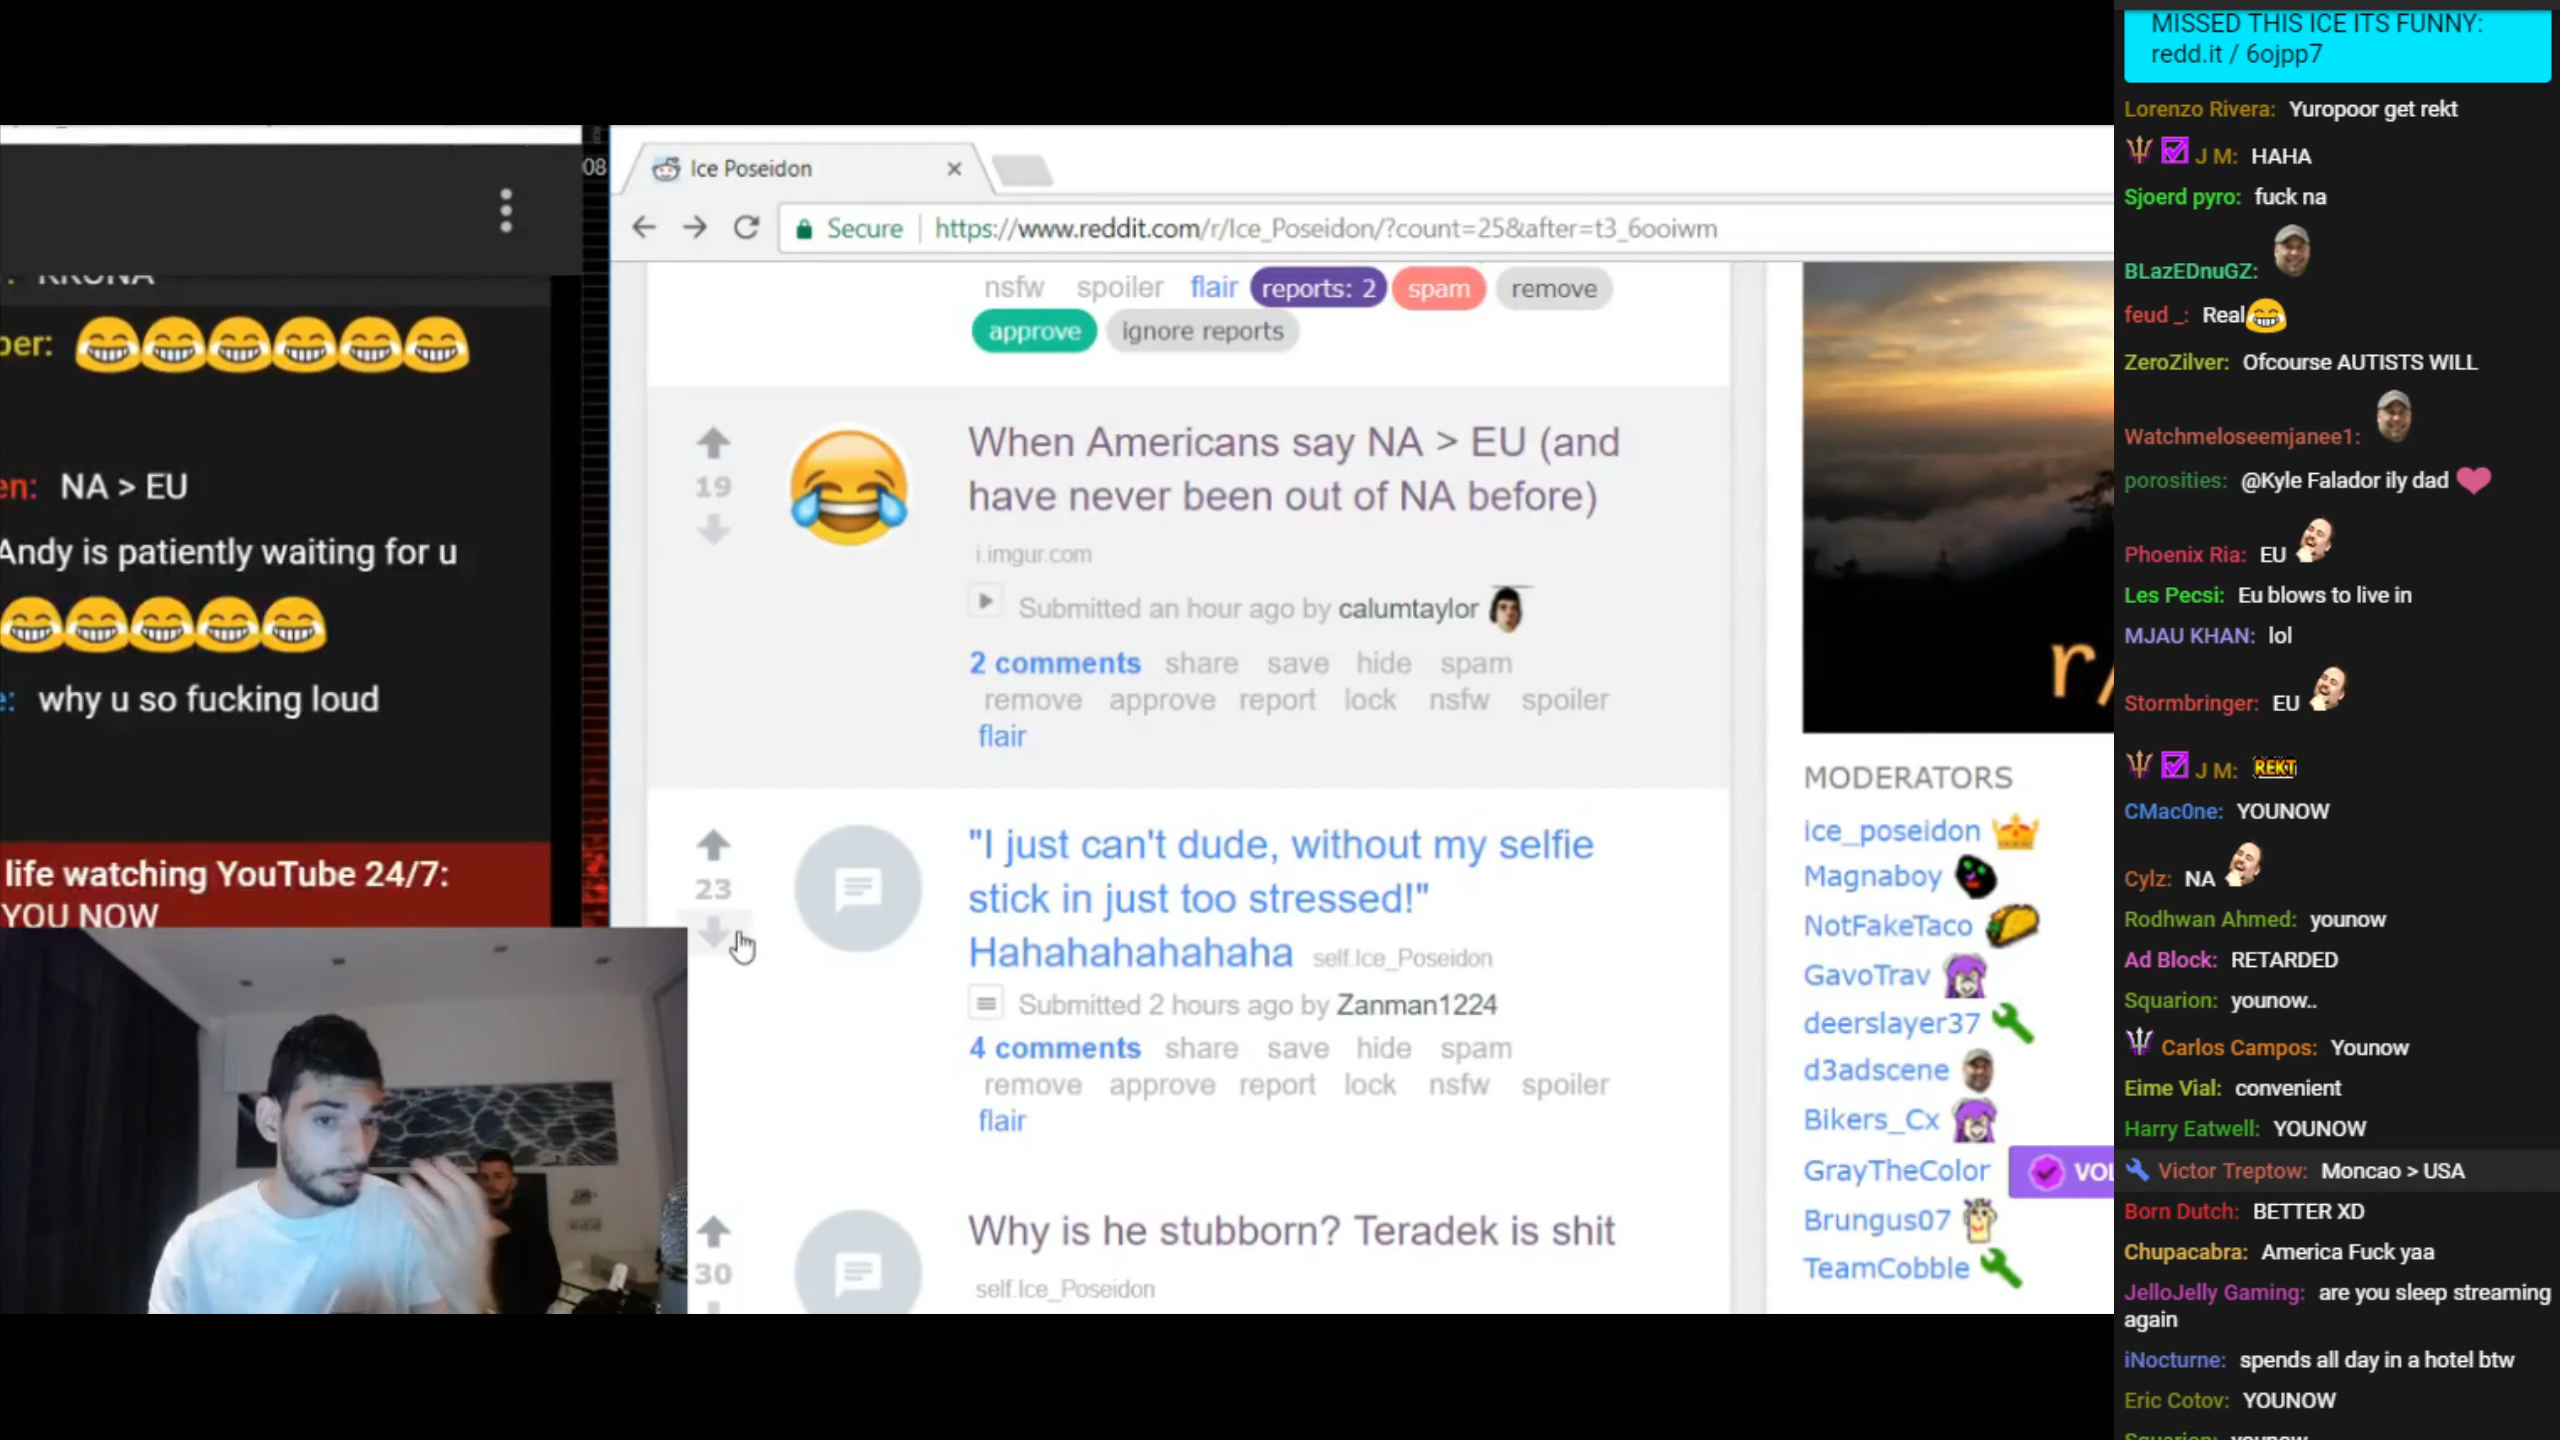 : KRONA
per:
en: NA > EU
Andy is patiently waiting for u
e: why u so fucking loud
life watching YouTube 24/7:
YOU NOW
08
Ice Poseidon
Secure https://www.reddit.com/r/Ice_Poseidon/?count=25&after=t3_6ooiwm
nsfw spoiler flair reports: 2 spam remove
approve ignore reports
19
When Americans say NA > EU (and
have never been out of NA before)
i.imgur.com
Submitted an hour ago by calumtaylor
2 comments share save hide spam
remove approve report lock nsfw spoiler
flair
23
"I just can't dude, without my selfie
stick in just too stressed!"
Hahahahahahaha self.Ice_Poseidon
Submitted 2 hours ago by Zanman1224
4 comments share save hide spam
remove approve report lock nsfw spoiler
flair
30
Why is he stubborn? Teradek is shit
self.Ice_Poseidon
r/
MODERATORS
ice_poseidon
Magnaboy
NotFakeTaco
GavoTrav
deerslayer37
d3adscene
Bikers_Cx
GrayTheColor
VOL
Brungus07
TeamCobble
MISSED THIS ICE ITS FUNNY:
redd.it / 6ojpp7
Lorenzo Rivera: Yuropoor get rekt
J M: HAHA
Sjoerd pyro: fuck na
BLazEDnuGZ:
feud _: Real
ZeroZilver: Ofcourse AUTISTS WILL
Watchmeloseemjanee1:
porosities: @Kyle Falador ily dad
Phoenix Ria: EU
Les Pecsi: Eu blows to live in
MJAU KHAN: lol
Stormbringer: EU
J M: REKT
CMac0ne: YOUNOW
Cylz: NA
Rodhwan Ahmed: younow
Ad Block: RETARDED
Squarion: younow..
Carlos Campos: Younow
Eime Vial: convenient
Harry Eatwell: YOUNOW
Victor Treptow: Moncao > USA
Born Dutch: BETTER XD
Chupacabra: America Fuck yaa
JelloJelly Gaming: are you sleep streaming
again
iNocturne: spends all day in a hotel btw
Eric Cotov: YOUNOW
Squarion: younow